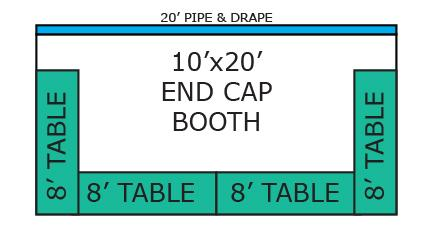 20’ PIPE & DRAPE
10’x20’
END CAP
BOOTH
8’ TABLE
8’ TABLE
8’ TABLE
8’ TABLE